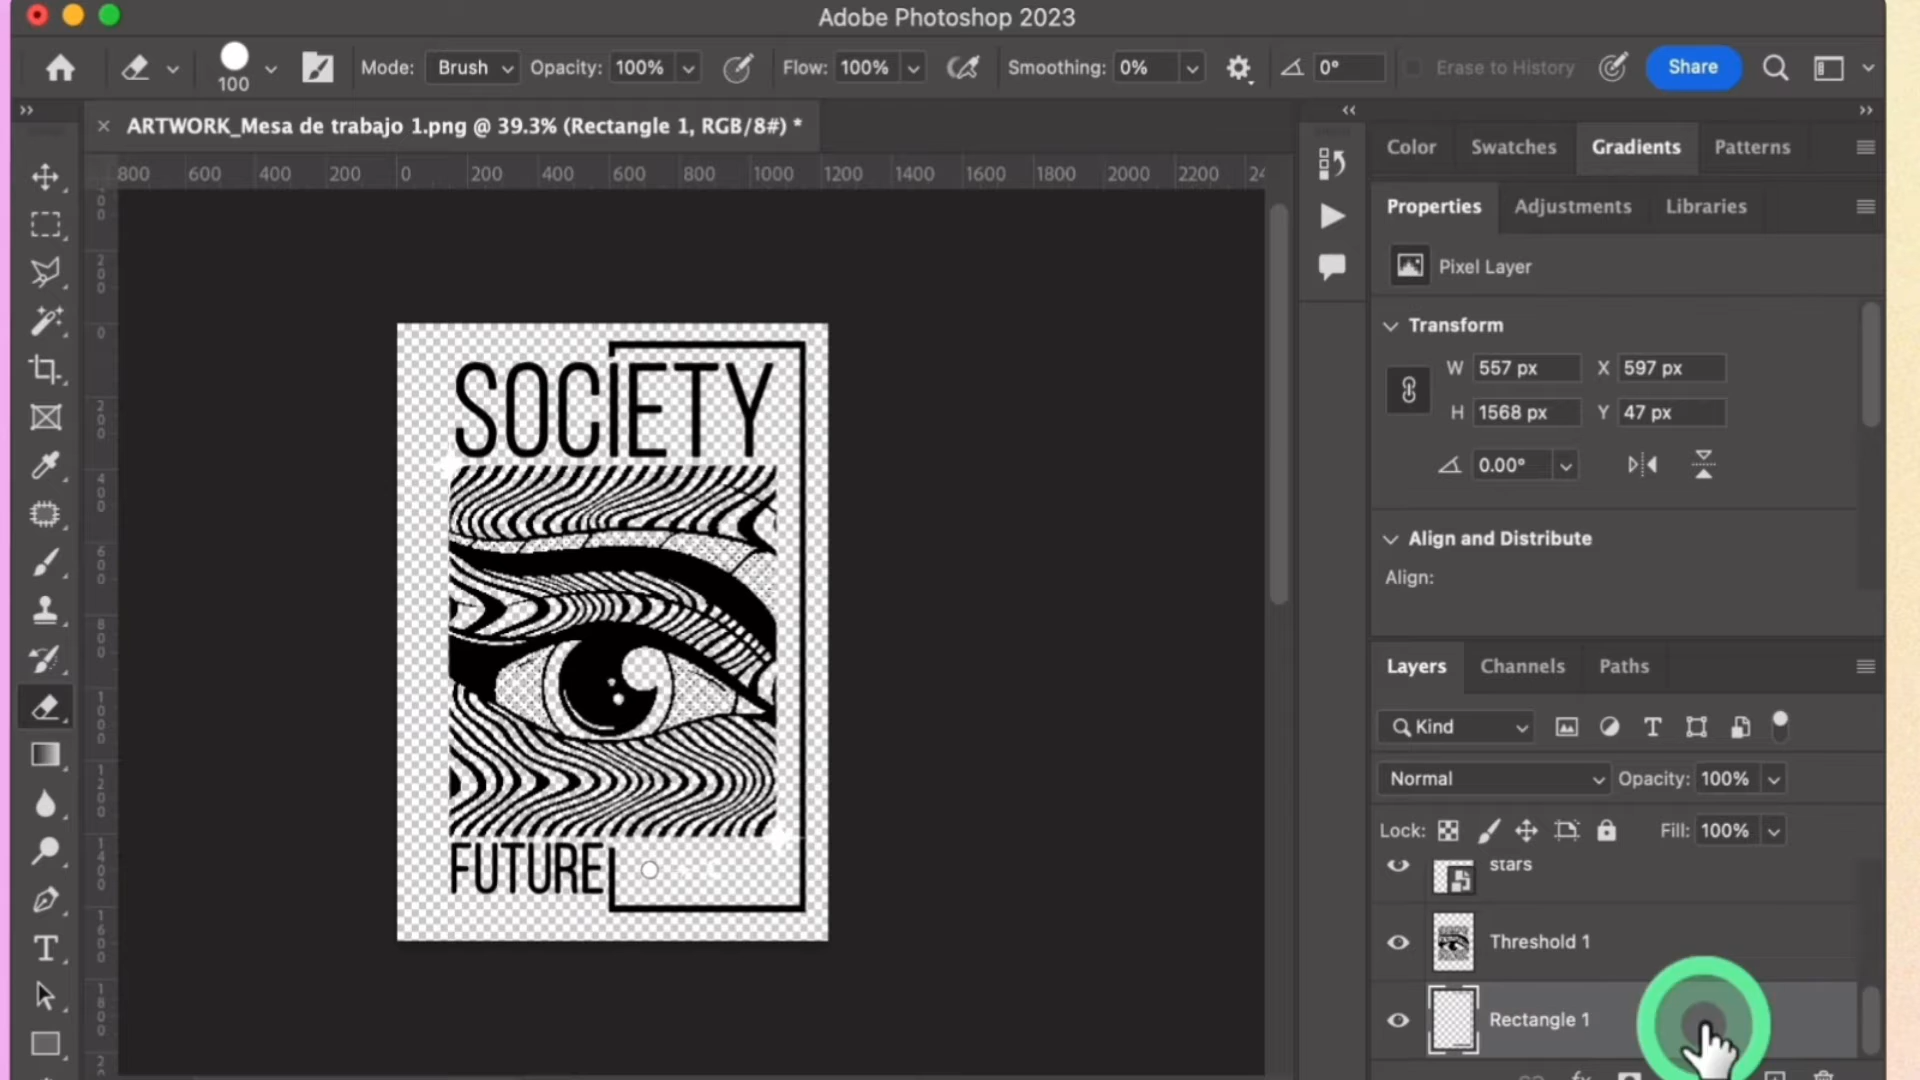 Adobe Photoshop 2023
100
Mode: Brush Opacity: 100% Flow: 100% Smoothing: 0% 0° Erase to History Share
ARTWORK_Mesa de trabajo 1.png @ 39.3% (Rectangle 1, RGB/8#) *
800 600 400 200 0 200 400 600 800 1000 1200 1400 1600 1800 2000 2200
Color Swatches Gradients Patterns
Properties Adjustments Libraries
Pixel Layer
Transform
W 557 px X 597 px
H 1568 px Y 47 px
0.00°
Align and Distribute
Align:
SOCIETY
FUTURE
Layers Channels Paths
Kind
Normal Opacity: 100%
Lock: Fill: 100%
stars
Threshold 1
Rectangle 1